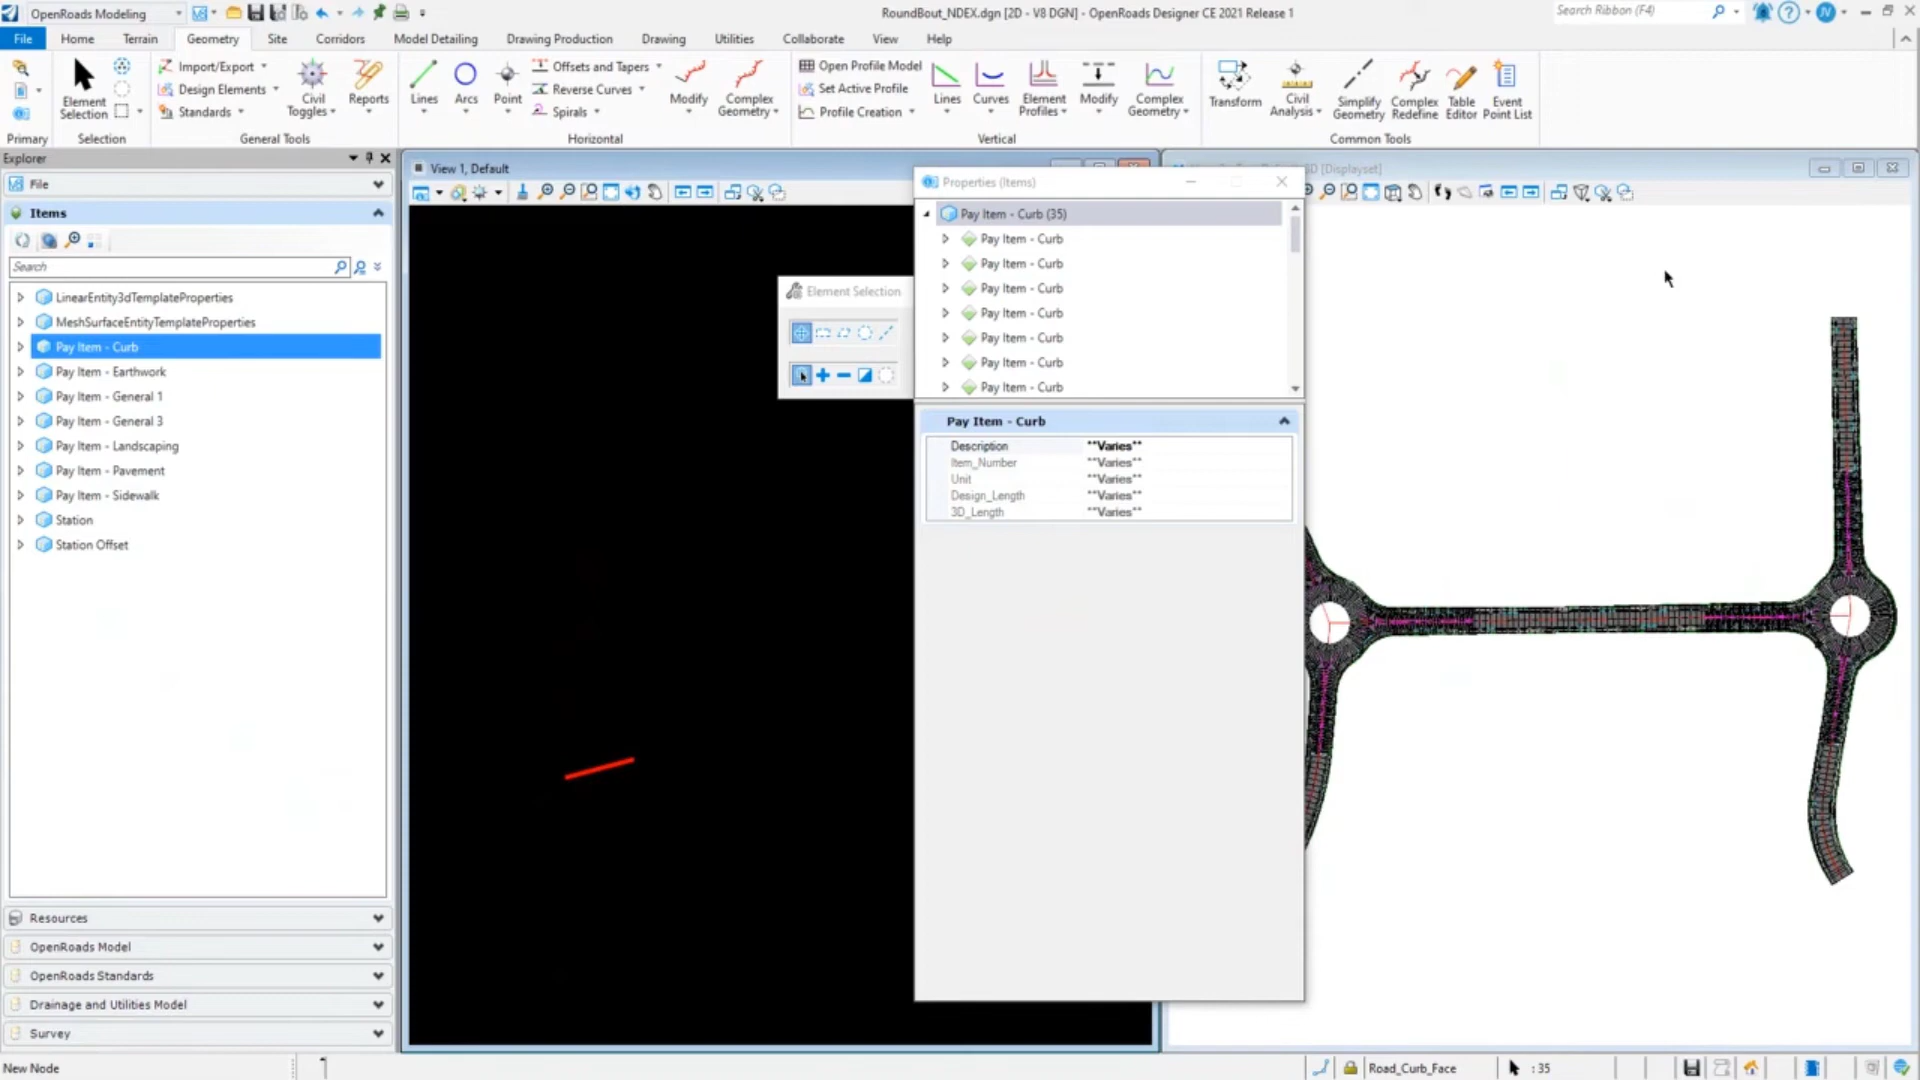 OpenRoads Modeling
RoundBout_NDEX.dgn [2D - V8 DGN] - OpenRoads Designer CE 2021 Release 1
Search Ribbon (F4)
JV
File
Home
Terrain
Geometry
Site
Corridors
Model Detailing
Drawing Production
Drawing
Utilities
Collaborate
View
Help
Element Selection
Import/Export
Design Elements
Standards
Civil Toggles
Reports
Lines
Arcs
Point
Offsets and Tapers
Reverse Curves
Spirals
Modify
Complex Geometry
Open Profile Model
Set Active Profile
Profile Creation
Lines
Curves
Element Profiles
Modify
Complex Geometry
Transform
Civil Analysis
Simplify Geometry
Complex Redefine
Table Editor
Event Point List
Primary
Selection
General Tools
Horizontal
Vertical
Common Tools
Explorer
File
Items
Search
LinearEntity3dTemplateProperties
MeshSurfaceEntityTemplateProperties
Pay Item - Curb
Pay Item - Earthwork
Pay Item - General 1
Pay Item - General 3
Pay Item - Landscaping
Pay Item - Pavement
Pay Item - Sidewalk
Station
Station Offset
Resources
OpenRoads Model
OpenRoads Standards
Drainage and Utilities Model
Survey
View 1, Default
Element Selection
Properties (Items)
Pay Item - Curb (35)
Pay Item - Curb
Pay Item - Curb
Pay Item - Curb
Pay Item - Curb
Pay Item - Curb
Pay Item - Curb
Pay Item - Curb
Pay Item - Curb
Description **Varies**
Item_Number **Varies**
Unit **Varies**
Design_Length **Varies**
3D_Length **Varies**
[Displayset]
New Node
Road_Curb_Face
: 35